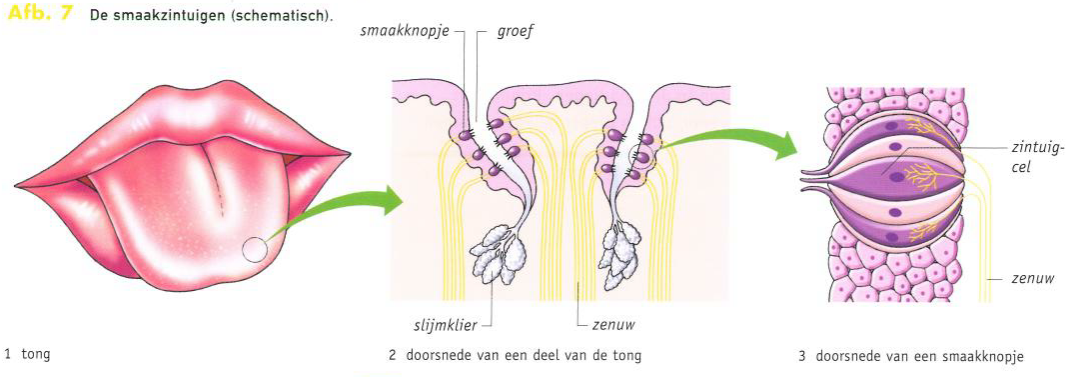 Afb. 7 De smaakzintuigen (schematisch).
smaakknopje
groef
zintuig-
cel
zenuw
slijmklier
zenuw
1 tong
2 doorsnede van een deel van de tong
3 doorsnede van een smaakknopje